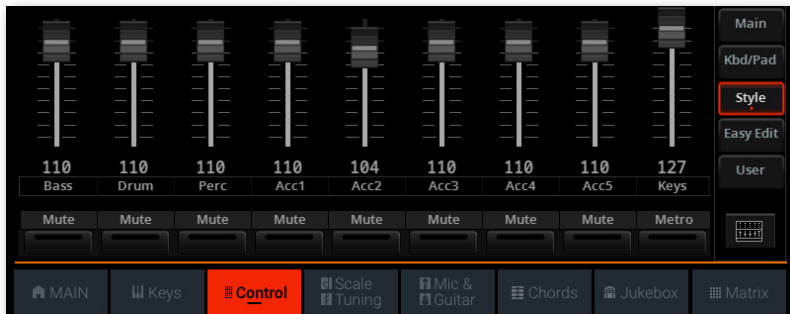 Main
Kbd/Pad
Style
Easy Edit
User
110 110 110 110 104 110 110 110 127
Bass Drum Perc Acc1 Acc2 Acc3 Acc4 Acc5 Keys
Mute Mute Mute Mute Mute Mute Mute Mute Metro
MAIN Keys Control Scale Tuning Mic & Guitar Chords Jukebox Matrix